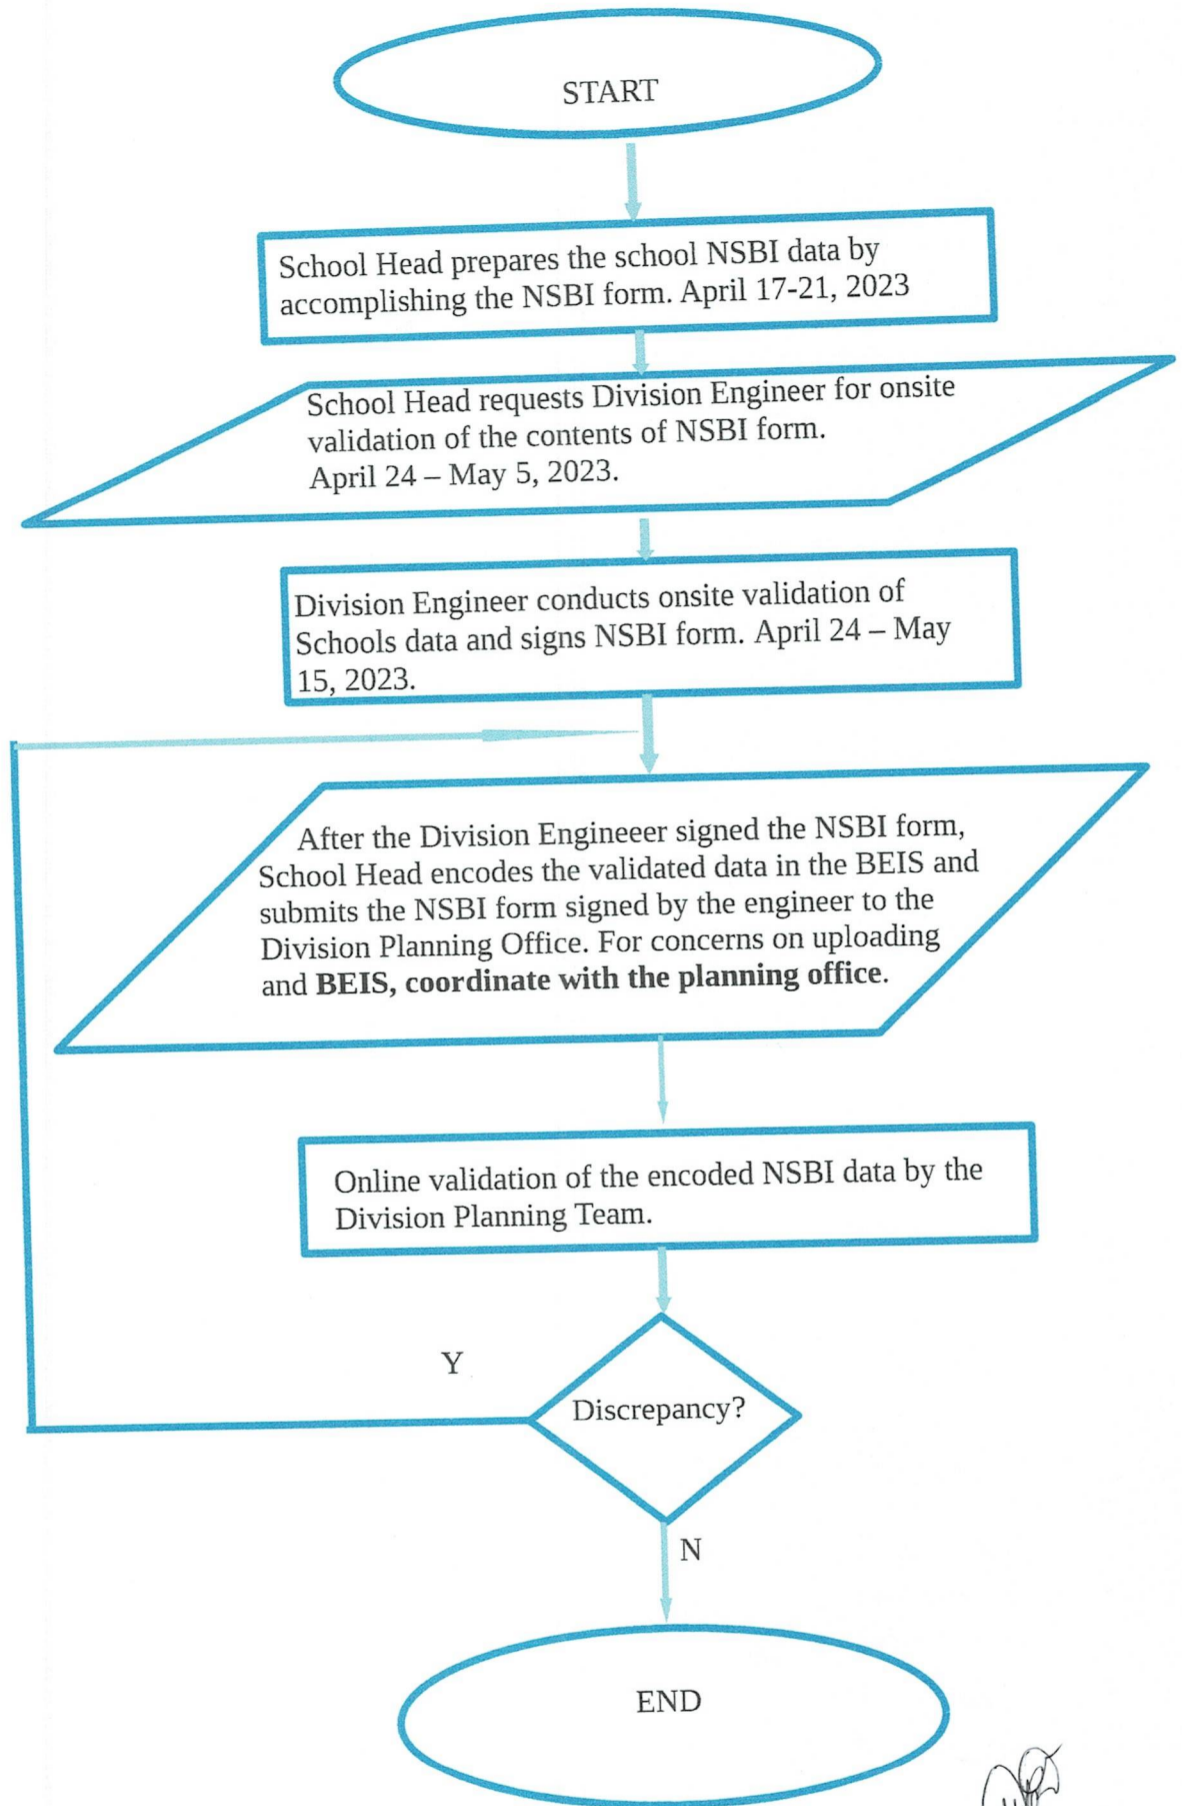 START
School Head prepares the school NSBI data by
accomplishing the NSBI form. April 17-21, 2023
School Head requests Division Engineer for onsite
validation of the contents of NSBI form.
April 24 – May 5, 2023.
Division Engineer conducts onsite validation of
Schools data and signs NSBI form. April 24 – May
15, 2023.
After the Division Engineeer signed the NSBI form,
School Head encodes the validated data in the BEIS and
submits the NSBI form signed by the engineer to the
Division Planning Office. For concerns on uploading
and BEIS, coordinate with the planning office.
Online validation of the encoded NSBI data by the
Division Planning Team.
Y
Discrepancy?
N
END